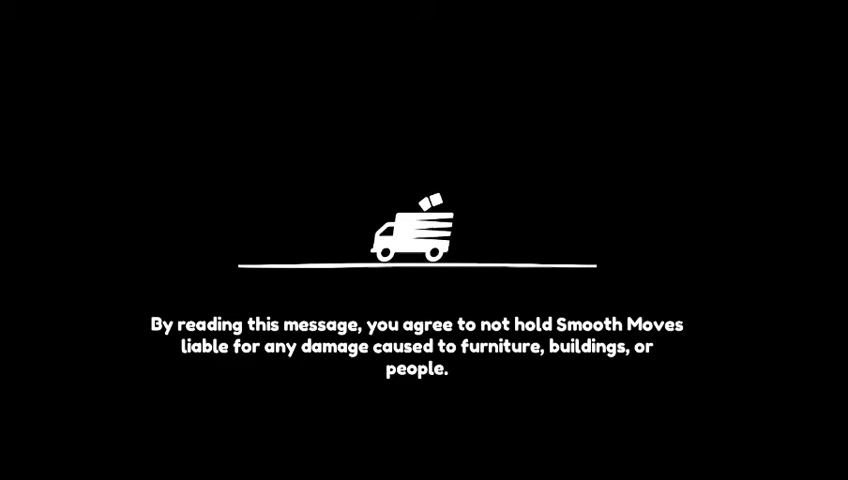 By reading this message, you agree to not hold Smooth Moves
liable for any damage caused to furniture, buildings, or
people.